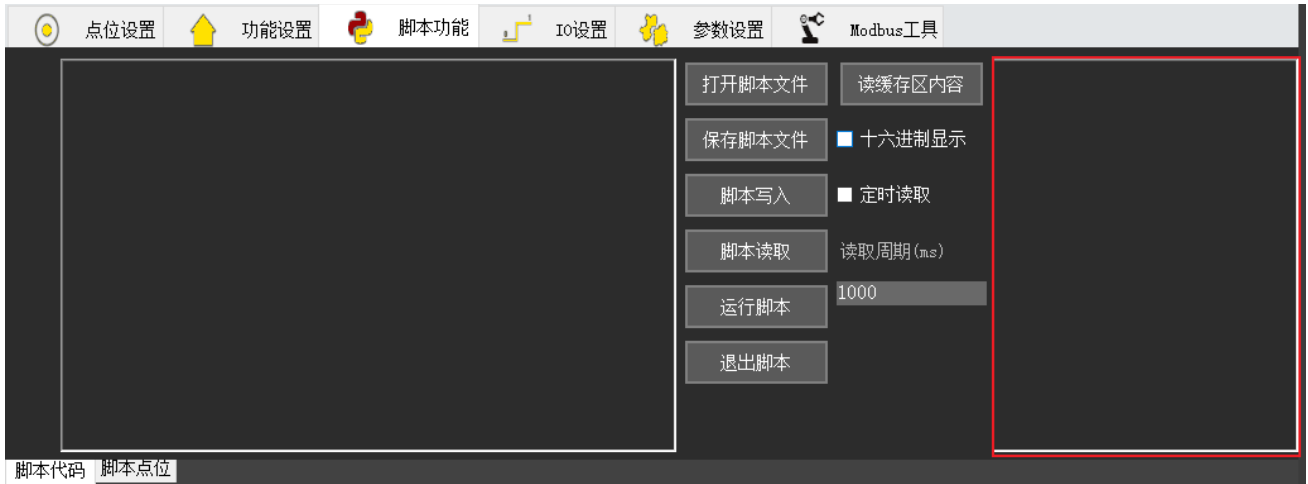 点位设置 功能设置 脚本功能 IO设置 参数设置 Modbus工具
打开脚本文件 读缓存区内容
保存脚本文件 十六进制显示
脚本写入 定时读取
脚本读取 读取周期(ms)
运行脚本 1000
退出脚本
脚本代码 脚本点位